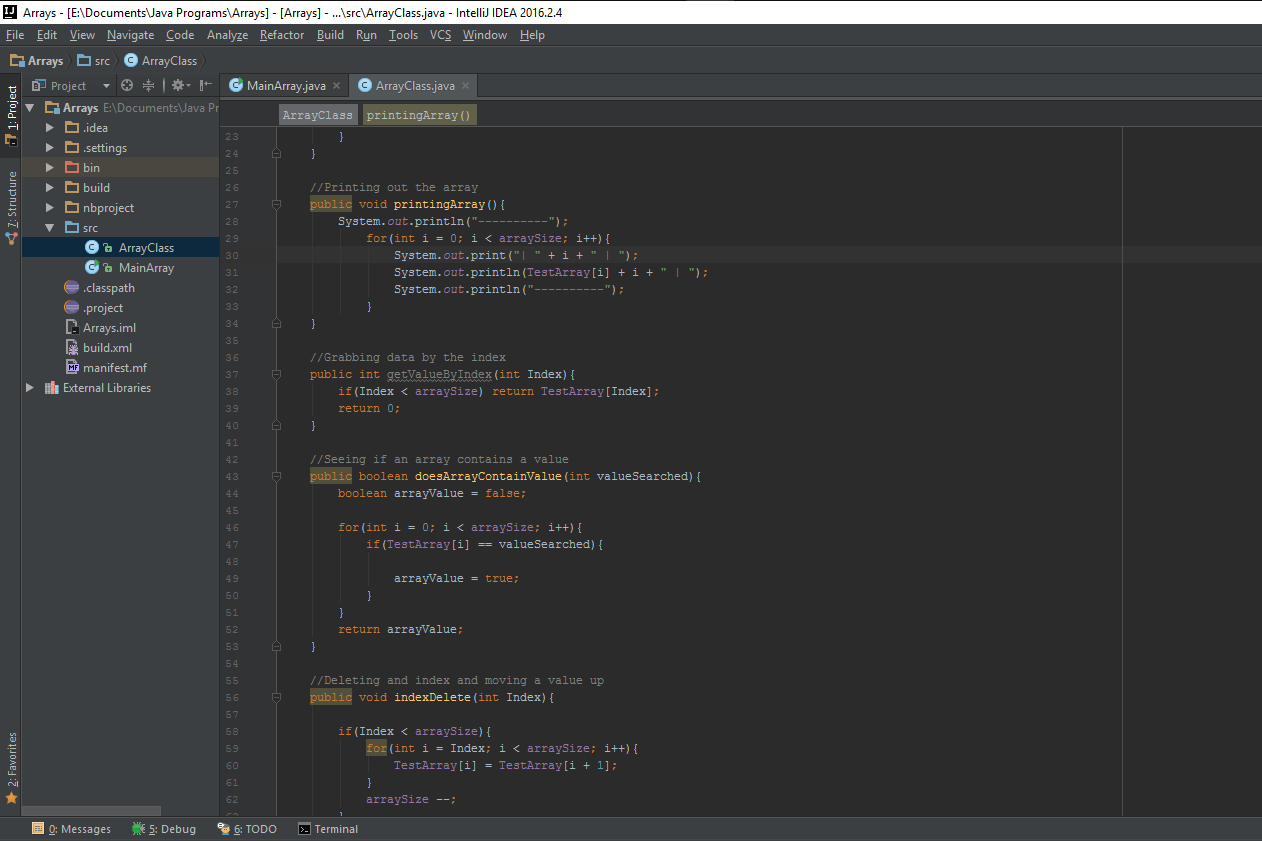 Arrays - [E:\Documents\Java Programs\Arrays] - [Arrays] - ...\src\ArrayClass.java - IntelliJ IDEA 2016.2.4
File Edit View Navigate Code Analyze Refactor Build Run Tools VCS Window Help
Arrays src ArrayClass
Project
MainArray.java × ArrayClass.java ×
1: Project
7: Structure
2: Favorites
Arrays E:\Documents\Java Pr
.idea
.settings
bin
build
nbproject
src
ArrayClass
MainArray
.classpath
.project
Arrays.iml
build.xml
manifest.mf
External Libraries
ArrayClass printingArray()
23 }
24 }
25
26 //Printing out the array
27 public void printingArray(){
28 System.out.println("----------");
29 for(int i = 0; i < arraySize; i++){
30 System.out.print("| " + i + " | ");
31 System.out.println(TestArray[i] + i + " | ");
32 System.out.println("----------");
33 }
34 }
35
36 //Grabbing data by the index
37 public int getValueByIndex(int Index){
38 if(Index < arraySize) return TestArray[Index];
39 return 0;
40 }
41
42 //Seeing if an array contains a value
43 public boolean doesArrayContainValue(int valueSearched){
44 boolean arrayValue = false;
45
46 for(int i = 0; i < arraySize; i++){
47 if(TestArray[i] == valueSearched){
48
49 arrayValue = true;
50 }
51 }
52 return arrayValue;
53 }
54
55 //Deleting and index and moving a value up
56 public void indexDelete(int Index){
57
58 if(Index < arraySize){
59 for(int i = Index; i < arraySize; i++){
60 TestArray[i] = TestArray[i + 1];
61 }
62 arraySize --;
0: Messages 5: Debug 6: TODO Terminal